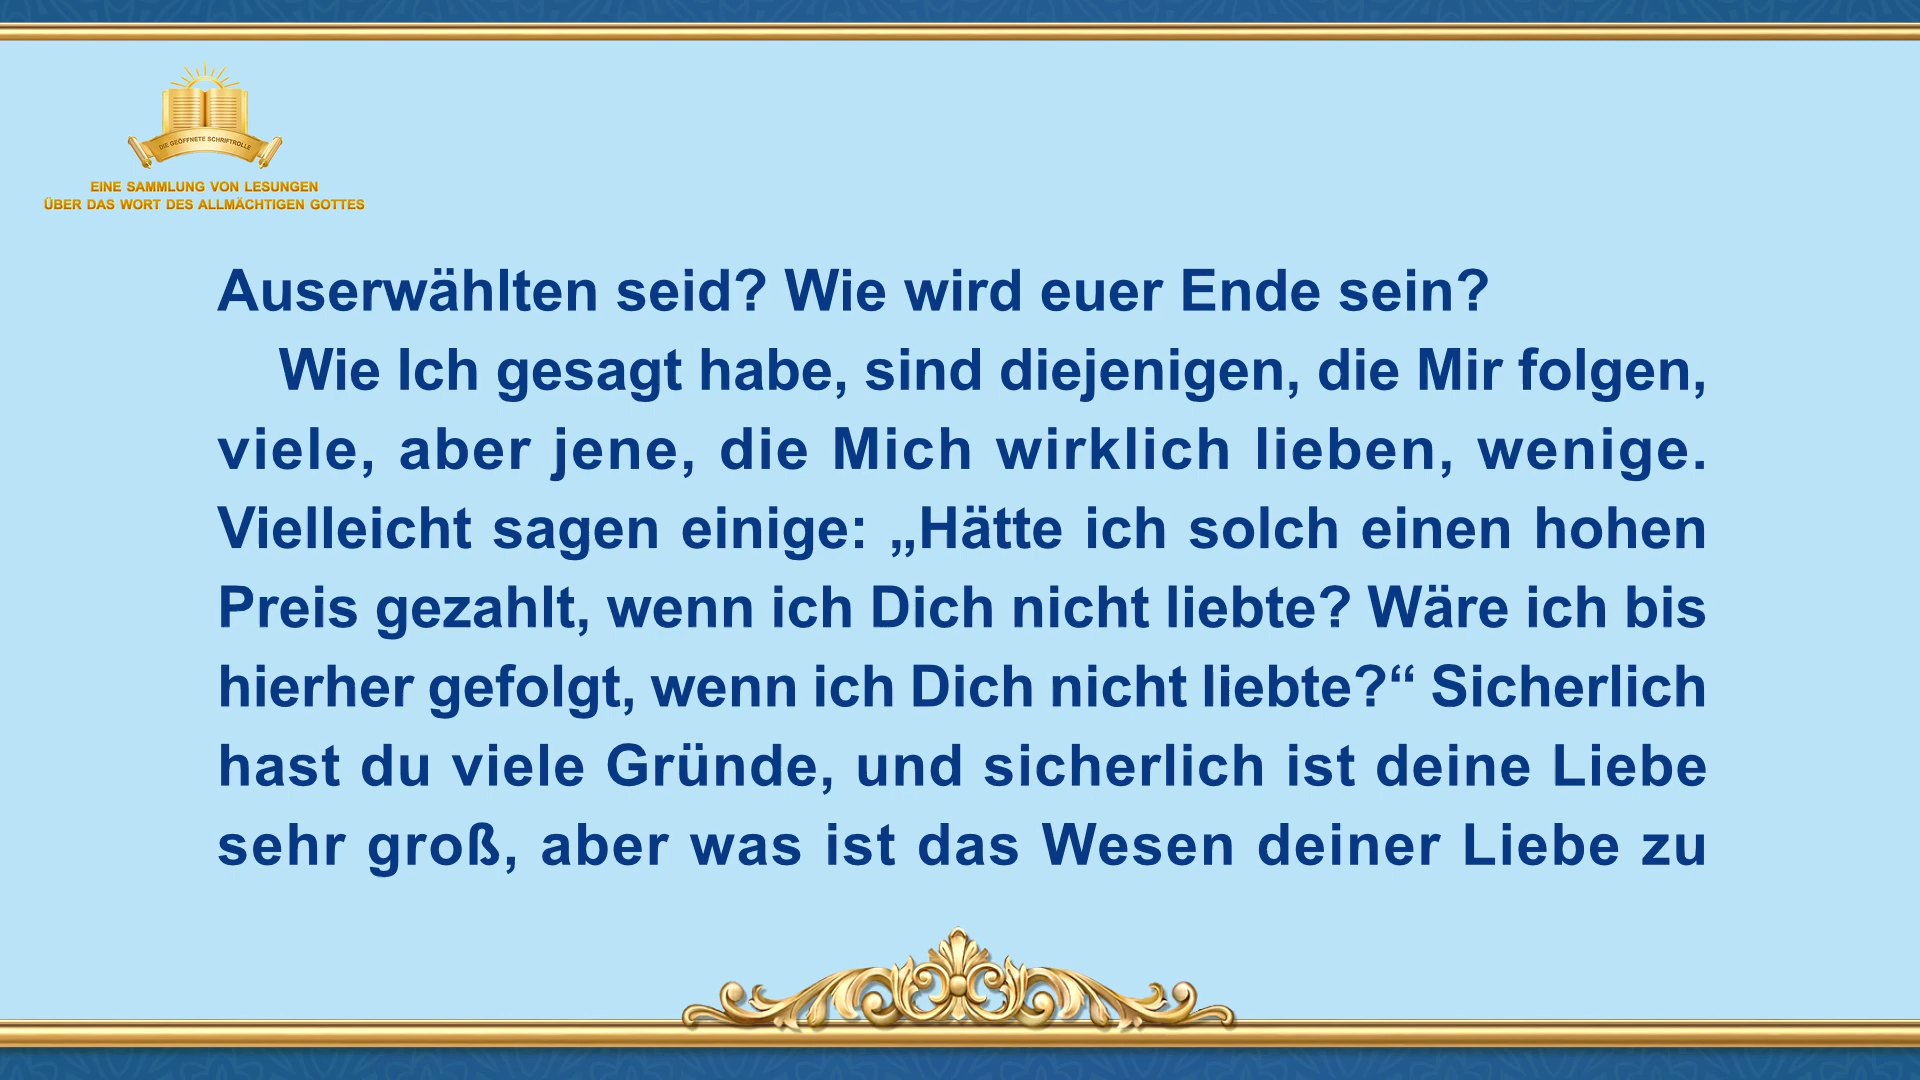 DIE GEÖFFNETE SCHRIFTROLLE
EINE SAMMLUNG VON LESUNGEN
ÜBER DAS WORT DES ALLMÄCHTIGEN GOTTES
Auserwählten seid? Wie wird euer Ende sein?
Wie Ich gesagt habe, sind diejenigen, die Mir folgen,
viele, aber jene, die Mich wirklich lieben, wenige.
Vielleicht sagen einige: „Hätte ich solch einen hohen
Preis gezahlt, wenn ich Dich nicht liebte? Wäre ich bis
hierher gefolgt, wenn ich Dich nicht liebte?“ Sicherlich
hast du viele Gründe, und sicherlich ist deine Liebe
sehr groß, aber was ist das Wesen deiner Liebe zu